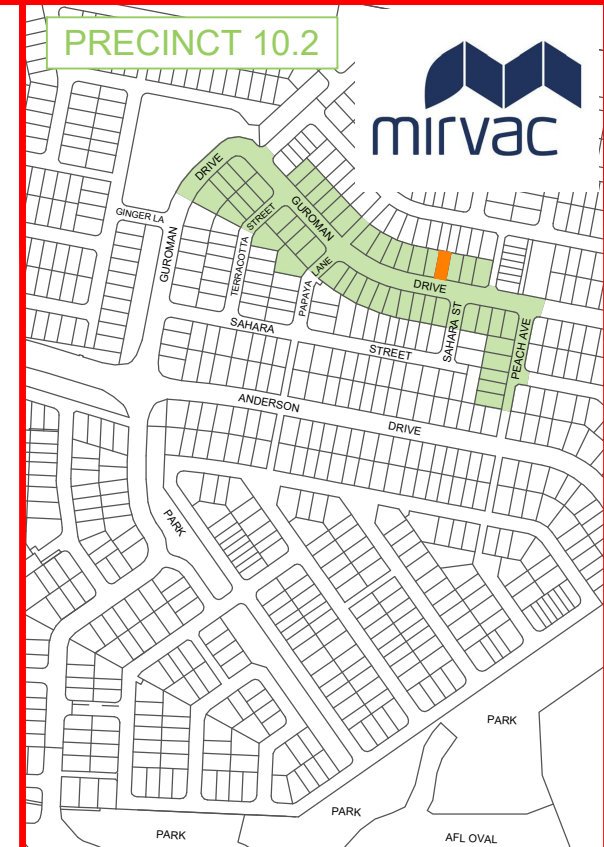 PRECINCT 10.2
mirvac
DRIVE
GUROMAN
STREET
GINGER LA
GUROMAN
TERRACOTTA
PAPAYA
LANE
DRIVE
SAHARA
STREET
SAHARA ST
PEACH AVE
ANDERSON
DRIVE
PARK
PARK
PARK
PARK
AFL OVAL